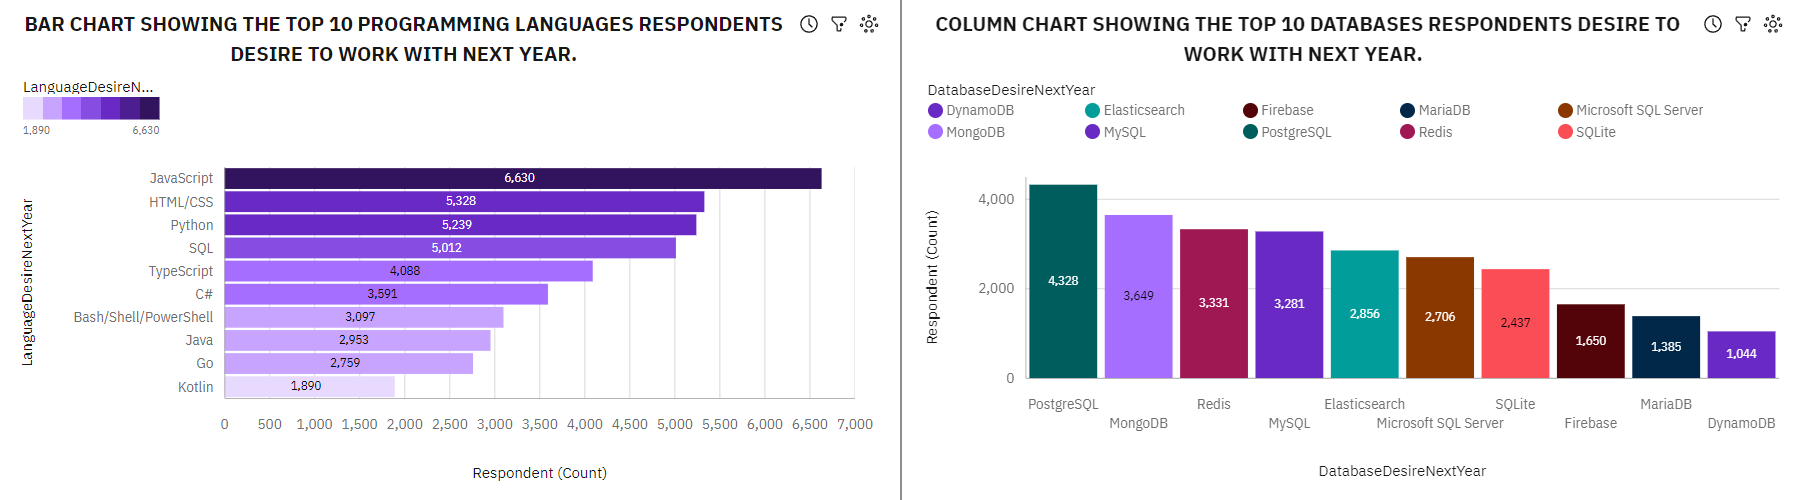 BAR CHART SHOWING THE TOP 10 PROGRAMMING LANGUAGES RESPONDENTS
DESIRE TO WORK WITH NEXT YEAR.
LanguageDesireN...
1,890 6,630
LanguageDesireNextYear
JavaScript 6,630
HTML/CSS 5,328
Python 5,239
SQL 5,012
TypeScript 4,088
C# 3,591
Bash/Shell/PowerShell 3,097
Java 2,953
Go 2,759
Kotlin 1,890
0 500 1,000 1,500 2,000 2,500 3,000 3,500 4,000 4,500 5,000 5,500 6,000 6,500 7,000
Respondent (Count)
COLUMN CHART SHOWING THE TOP 10 DATABASES RESPONDENTS DESIRE TO
WORK WITH NEXT YEAR.
DatabaseDesireNextYear
DynamoDB Elasticsearch Firebase MariaDB Microsoft SQL Server
MongoDB MySQL PostgreSQL Redis SQLite
Respondent (Count)
4,000
2,000
0
4,328 3,649 3,331 3,281 2,856 2,706 2,437 1,650 1,385 1,044
PostgreSQL Redis Elasticsearch SQLite MariaDB
MongoDB MySQL Microsoft SQL Server Firebase DynamoDB
DatabaseDesireNextYear